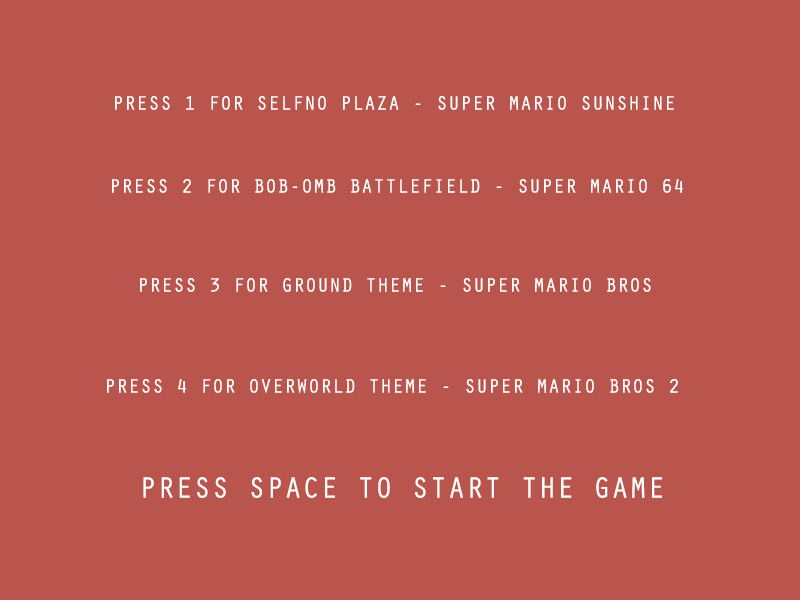 PRESS 1 FOR SELFNO PLAZA - SUPER MARIO SUNSHINE
PRESS 2 FOR BOB-OMB BATTLEFIELD - SUPER MARIO 64
PRESS 3 FOR GROUND THEME - SUPER MARIO BROS
PRESS 4 FOR OVERWORLD THEME - SUPER MARIO BROS 2
PRESS SPACE TO START THE GAME